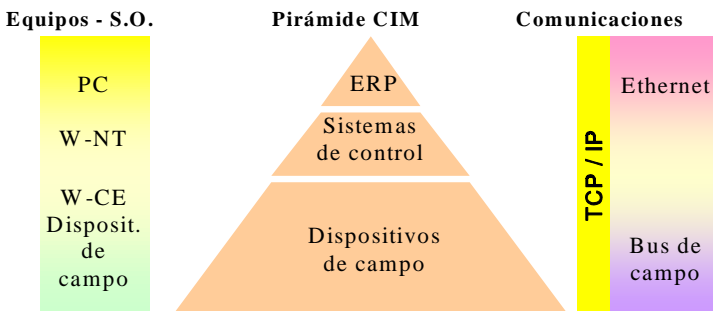 Equipos - S.O.
PC
W-NT
W-CE
Disposit.
de
campo
Pirámide CIM
ERP
Sistemas
de control
Dispositivos
de campo
Comunicaciones
TCP / IP
Ethernet
Bus de
campo